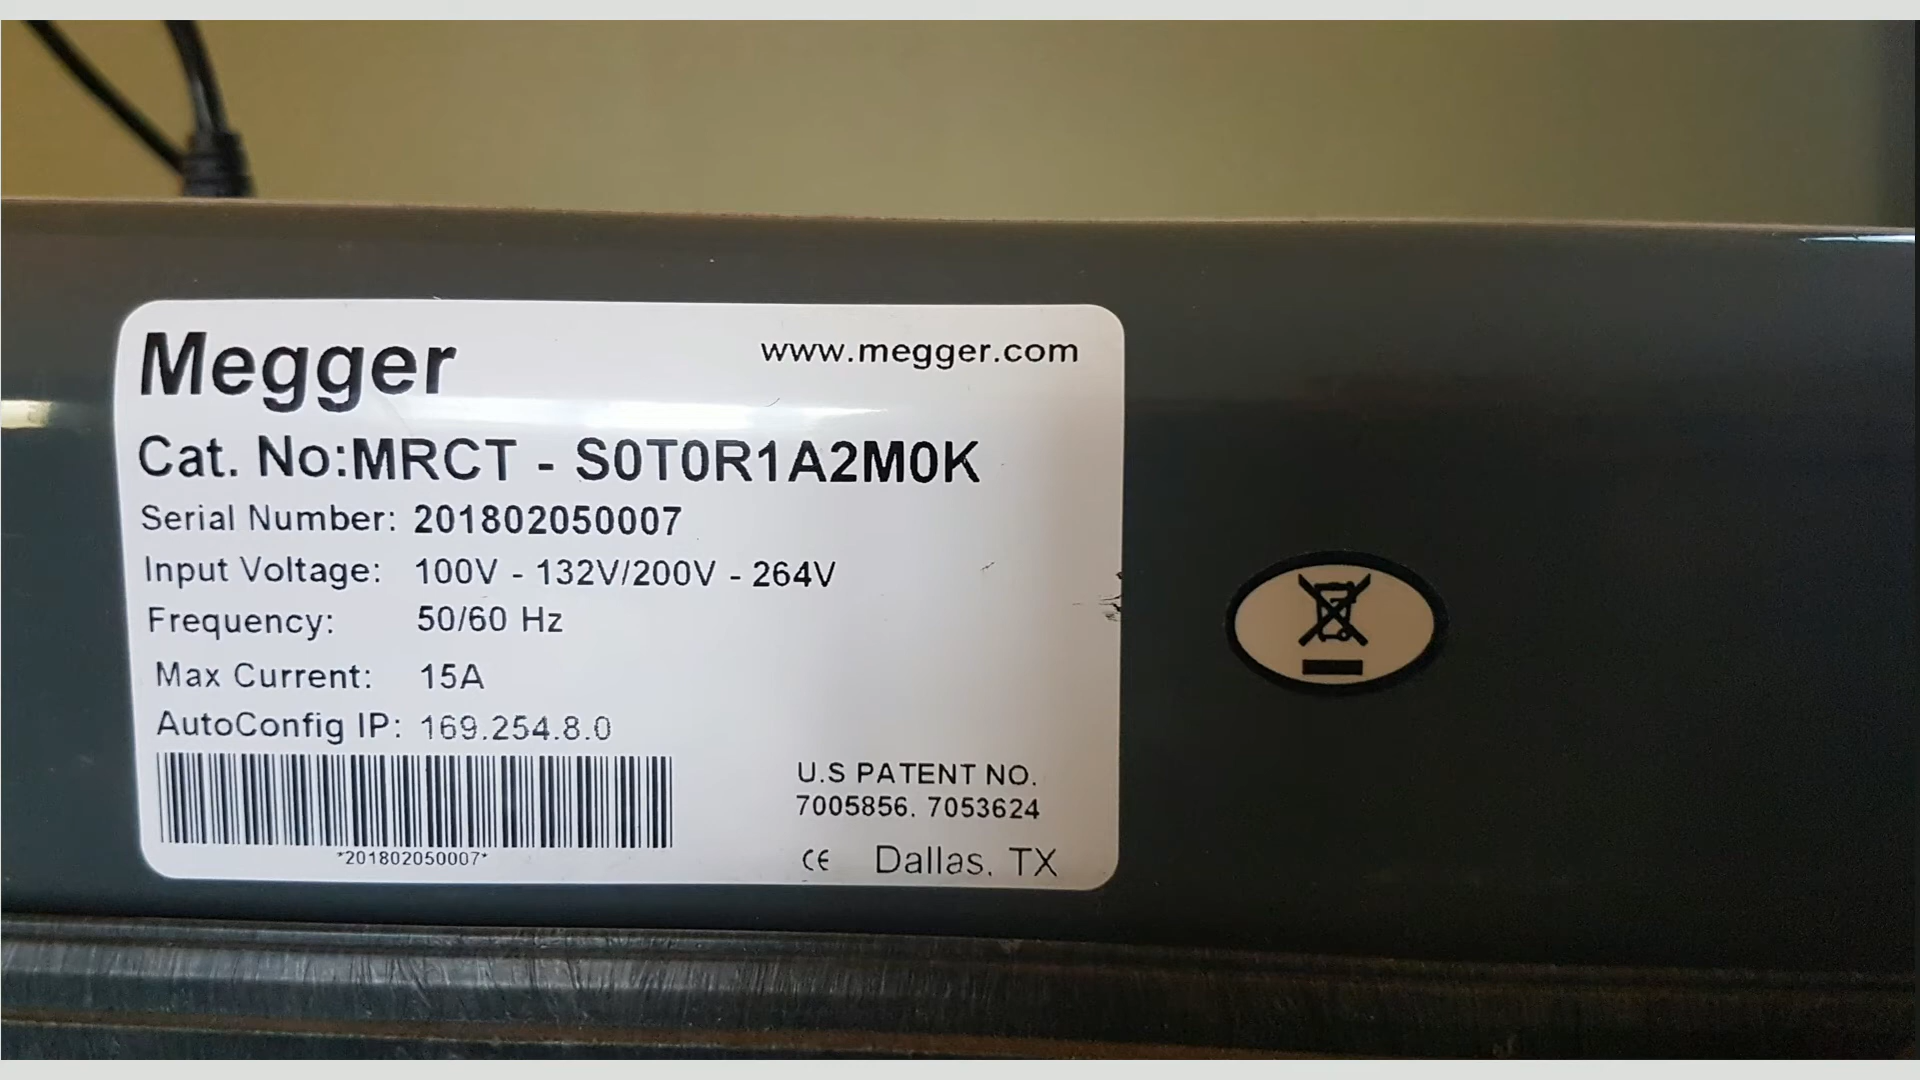 Megger
www.megger.com
Cat. No:MRCT - S0T0R1A2M0K
Serial Number: 201802050007
Input Voltage: 100V - 132V/200V - 264V
Frequency: 50/60 Hz
Max Current: 15A
AutoConfig IP: 169.254.8.0
*201802050007*
U.S PATENT NO.
7005856. 7053624
CE Dallas, TX